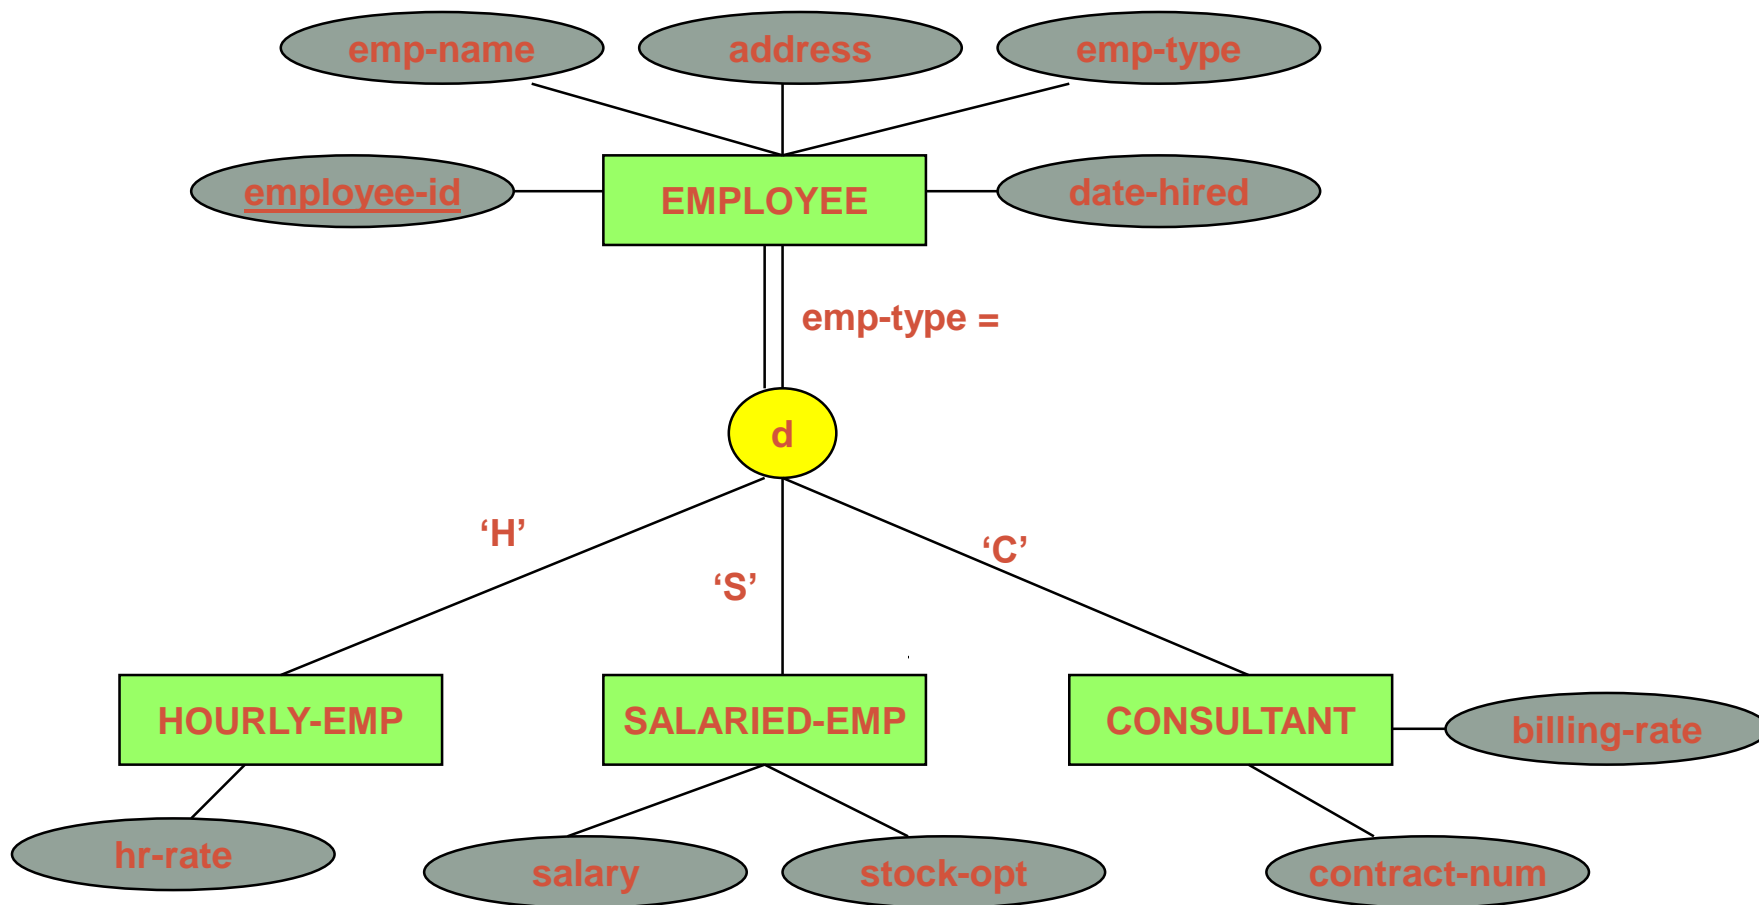 emp-name
address
emp-type
employee-id
EMPLOYEE
date-hired
emp-type =
d
‘H’
‘S’
‘C’
HOURLY-EMP
SALARIED-EMP
CONSULTANT
billing-rate
hr-rate
salary
stock-opt
contract-num